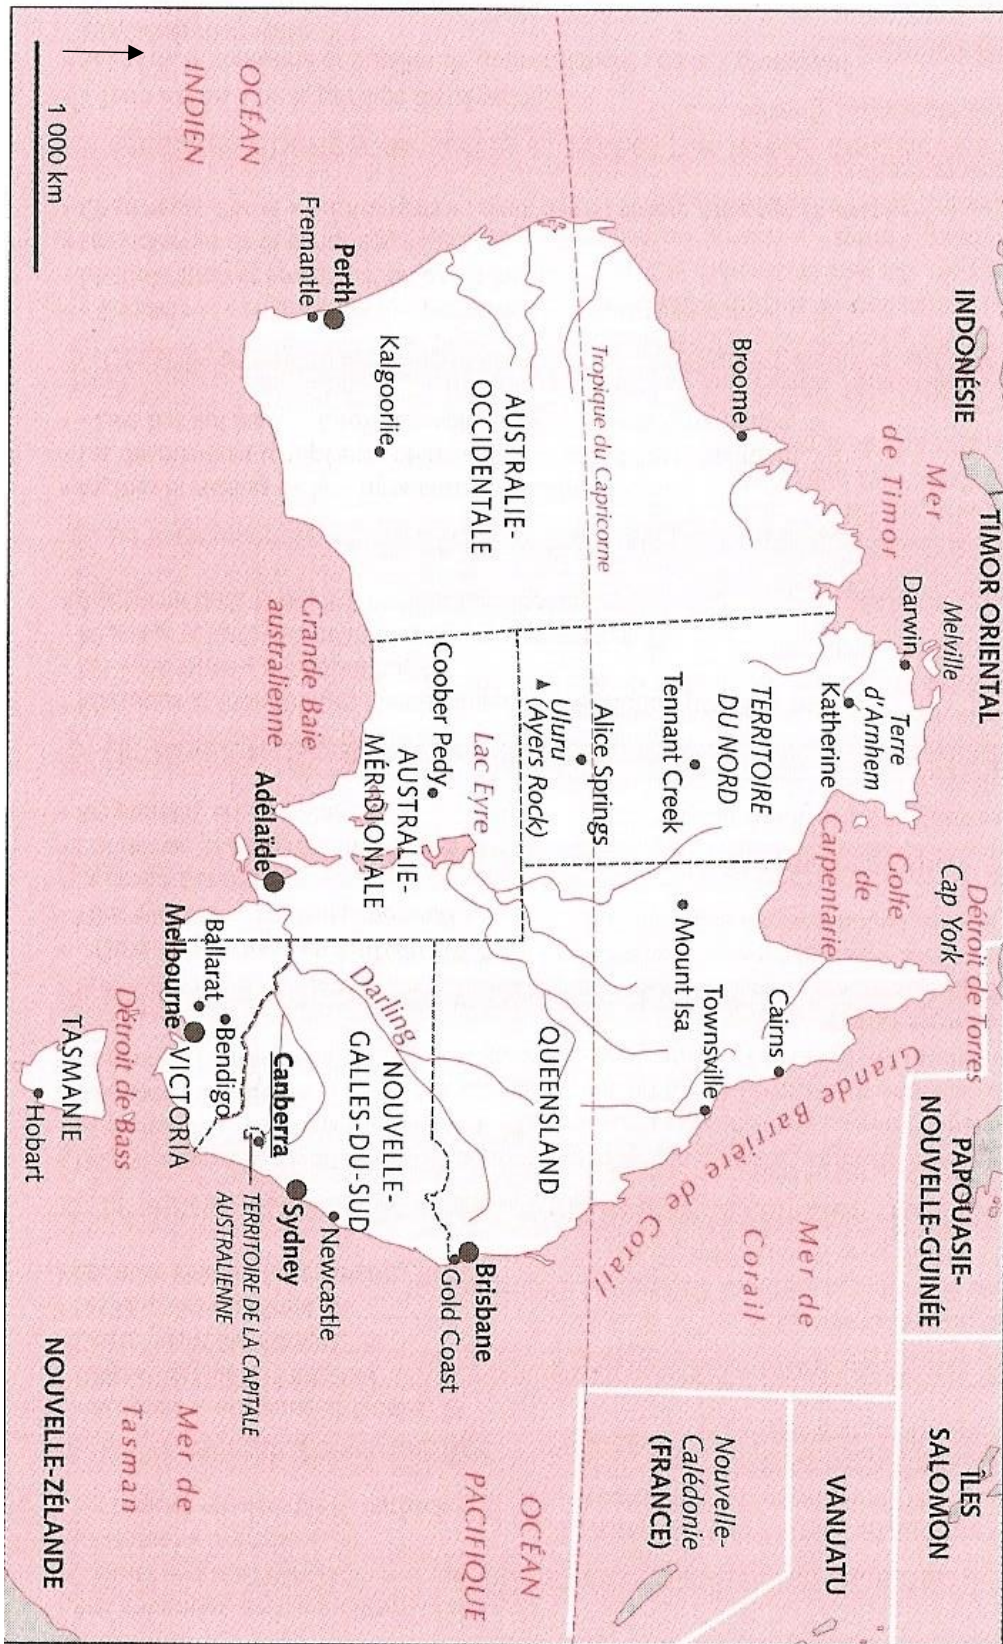 INDONÉSIE
TIMOR ORIENTAL
Mer
de Timor
Melville
Darwin
Terre
d'Arnhem
Katherine
Détroit de Torres
Cap York
Golfe
de
Carpentarie
PAPOUASIE-
NOUVELLE-GUINÉE
ÎLES
SALOMON
VANUATU
Mer de
Corail
Grande Barrière de Corail
Nouvelle-
Calédonie
(FRANCE)
Broome
TERRITOIRE
DU NORD
Tennant Creek
Mount Isa
Cairns
Townsville
Tropique du Capricorne
Alice Springs
Uluru
(Ayers Rock)
AUSTRALIE-
OCCIDENTALE
QUEENSLAND
OCÉAN
PACIFIQUE
Lac Eyre
Coober Pedy
AUSTRALIE-
MÉRIDIONALE
Brisbane
Gold Coast
Darling
NOUVELLE-
GALLES-DU-SUD
Kalgoorlie
Perth
Fremantle
Grande Baie
australienne
Adélaïde
Newcastle
Sydney
Canberra
TERRITOIRE DE LA CAPITALE
AUSTRALIENNE
Bendigo
Ballarat
Melbourne
VICTORIA
OCÉAN
INDIEN
Détroit de Bass
TASMANIE
Hobart
Mer de
Tasman
NOUVELLE-ZÉLANDE
1 000 km